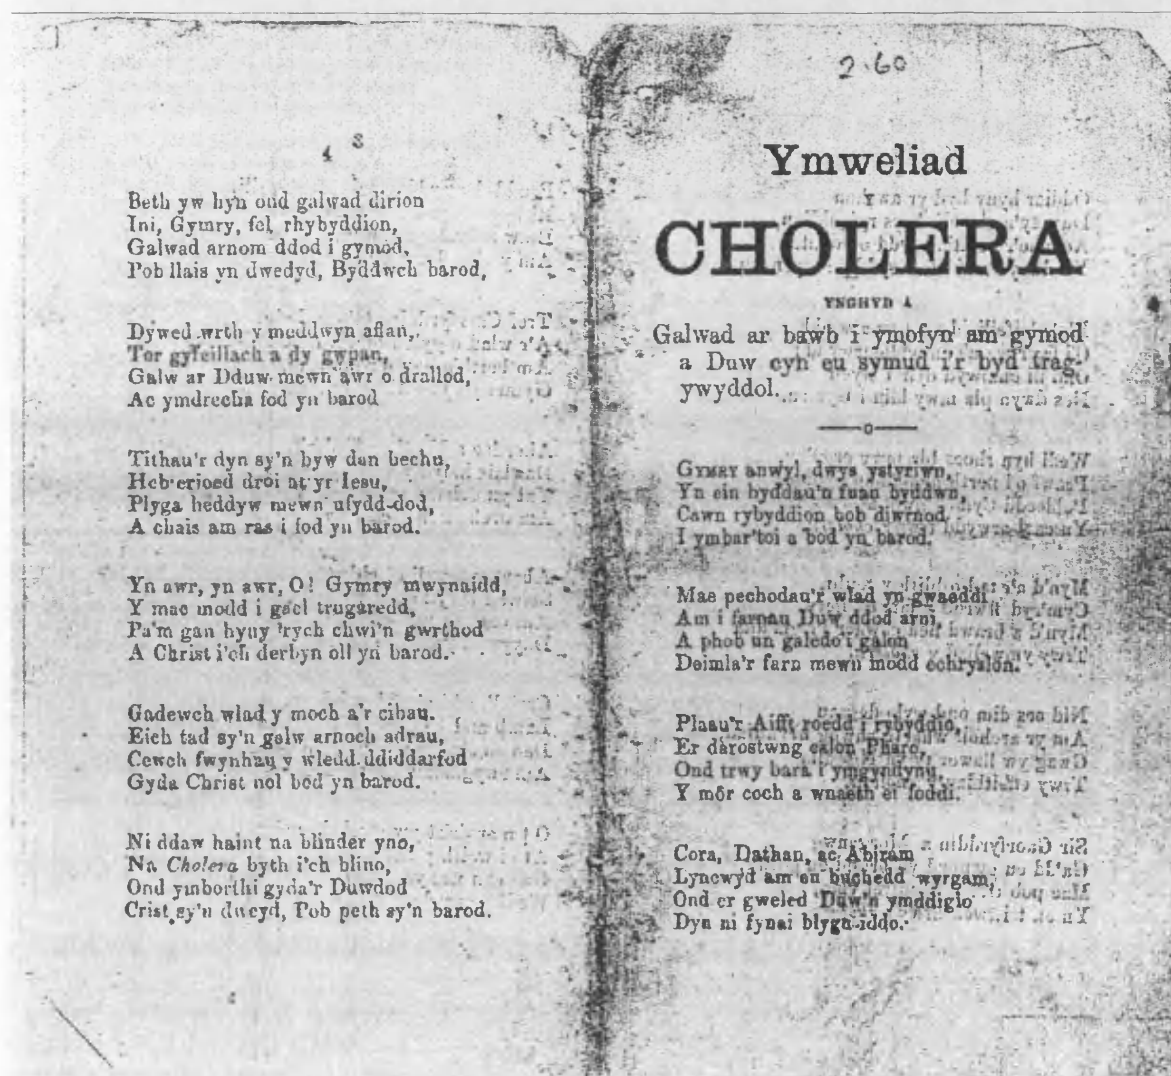 4 3
Beth yw hyn ond galwad dirion
Ini, Gymry, fel rhybyddion,
Galwad arnom ddod i gymod,
Pob llais yn dwedyd, Byddwch barod,
Dywed wrth y meddwyn aflan,
Tor gyfeillach a dy gwpan,
Galw ar Dduw mewn awr o drallod,
Ac ymdrecha fod yn barod
Tithau'r dyn sy'n byw dan bechu,
Heb erioed droi at yr Iesu,
Plyga heddyw mewn ufydd-dod,
A chais am ras i fod yn barod.
Yn awr, yn awr, O! Gymry mwynaidd,
Y mae modd i gael trugaredd,
Pa'm gan hyny 'rych chwi'n gwrthod
A Christ i'ch derbyn oll yn barod.
Gadewch wlad y moch a'r cibau.
Eich tad sy'n galw arnoch adrau,
Cewch fwynhau y wledd ddiddarfod
Gyda Christ nol bod yn barod.
Ni ddaw haint na blinder yno,
Na Cholera byth i'ch blino,
Ond ymborthi gyda'r Duwdod
Crist sy'n dweyd, Pob peth sy'n barod.
2.60
Ymweliad
CHOLERA
YNGHYD A
Galwad ar bawb i ymofyn am gymod
a Duw cyn eu symud i'r byd trag-
ywyddol.
GYMRY anwyl, dwys ystyriwn,
Yn ein byddau'n fuan byddwn,
Cawn rybyddion bob diwrnod,
I ymbar'toi a bod yn barod.
Mae pechodau'r wlad yn gwaeddi
Am i farnau Duw ddod arni,
A phob un galedo'i galon
Deimla'r farn mewn modd echryslon.
Plaau'r Aifft roedd i rybyddio,
Er darostwng calon Pharo,
Ond trwy bara i ymgyndynu,
Y môr coch a wnaeth ei foddi.
Cora, Dathan, ac Abiram
Lyncwyd am eu buchedd wyrgam,
Ond er gweled Duw'n ymddiglo
Dyn ni fynai blygu iddo.